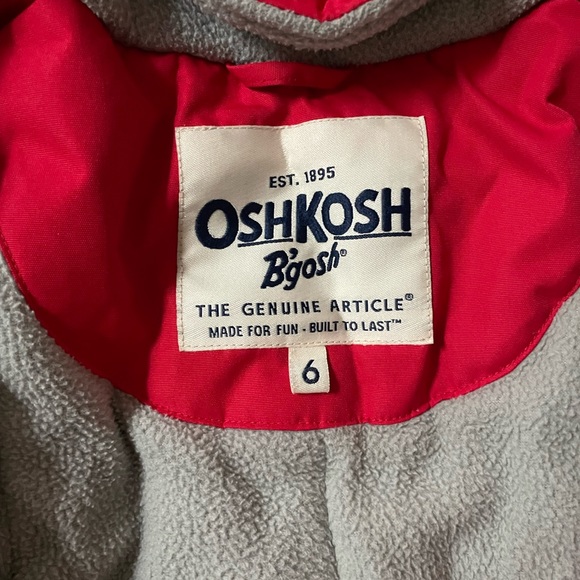 EST. 1895
OSHKOSH
B'gosh®
THE GENUINE ARTICLE®
MADE FOR FUN - BUILT TO LAST™
6